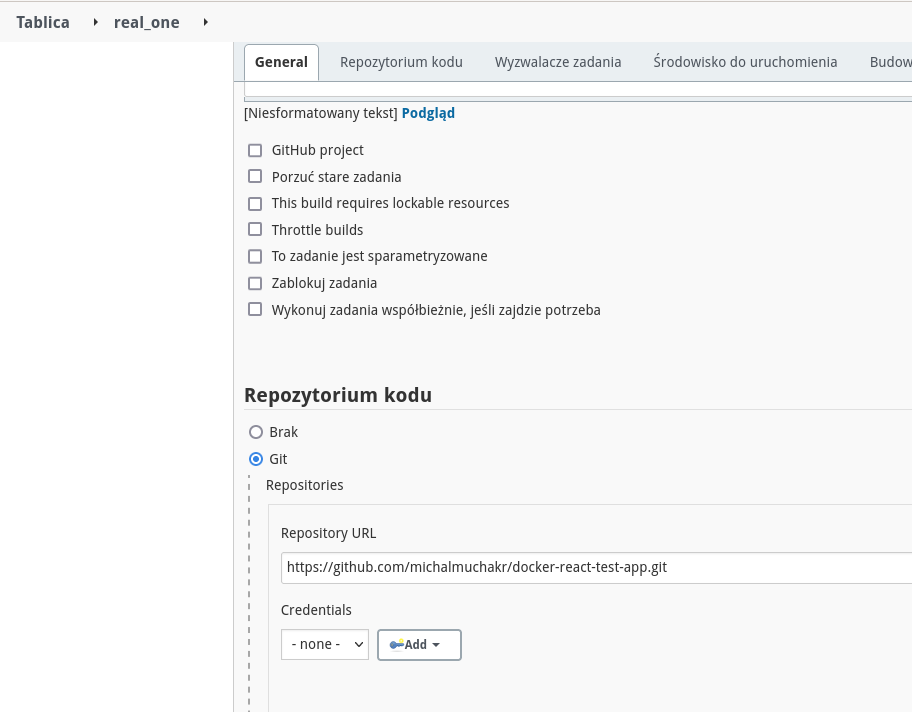 Tablica real_one
General Repozytorium kodu Wyzwalacze zadania Środowisko do uruchomienia Budow
[Niesformatowany tekst] Podgląd
GitHub project
Porzuć stare zadania
This build requires lockable resources
Throttle builds
To zadanie jest sparametryzowane
Zablokuj zadania
Wykonuj zadania współbieżnie, jeśli zajdzie potrzeba
Repozytorium kodu
Brak
Git
Repositories
Repository URL
https://github.com/michalmuchakr/docker-react-test-app.git
Credentials
- none - Add